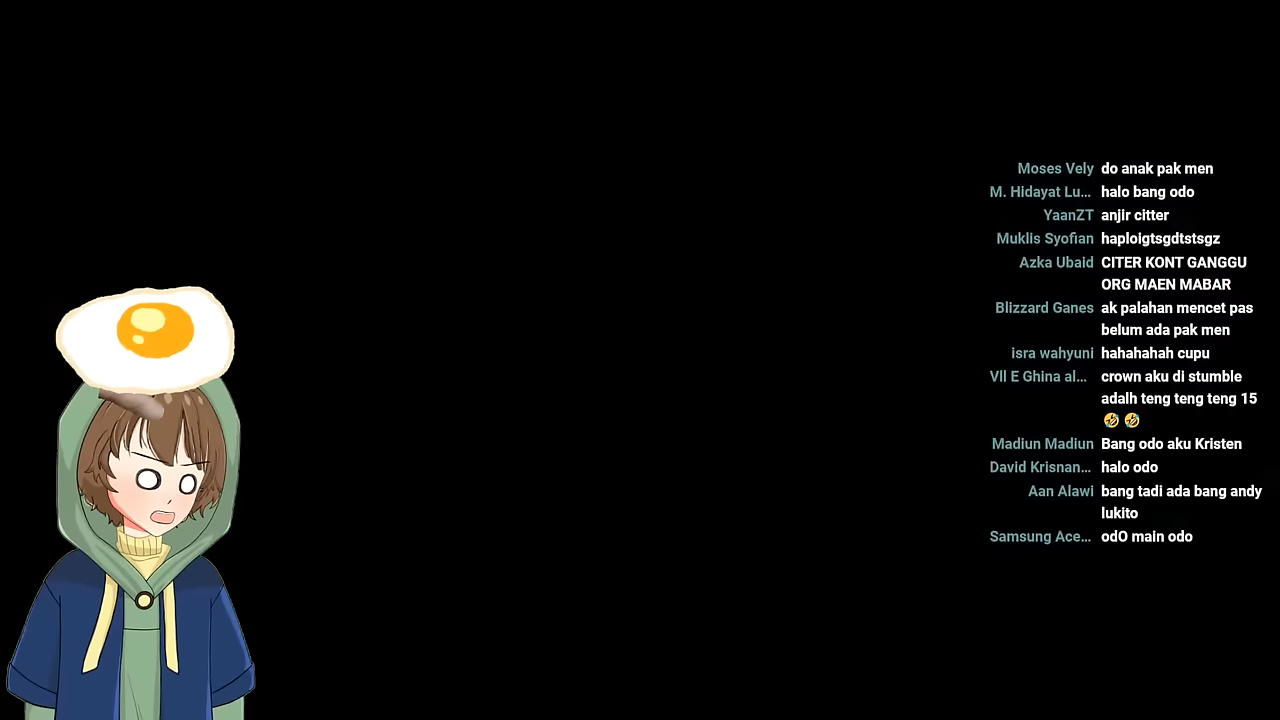 Moses Vely do anak pak men
M. Hidayat Lu... halo bang odo
YaanZT anjir citter
Muklis Syofian haploigtsgdtstsgz
Azka Ubaid CITER KONT GANGGU
ORG MAEN MABAR
Blizzard Ganes ak palahan mencet pas
belum ada pak men
isra wahyuni hahahahah cupu
Vll E Ghina al... crown aku di stumble
adalh teng teng teng 15
🤣 🤣
Madiun Madiun Bang odo aku Kristen
David Krisnan... halo odo
Aan Alawi bang tadi ada bang andy
lukito
Samsung Ace... odO main odo